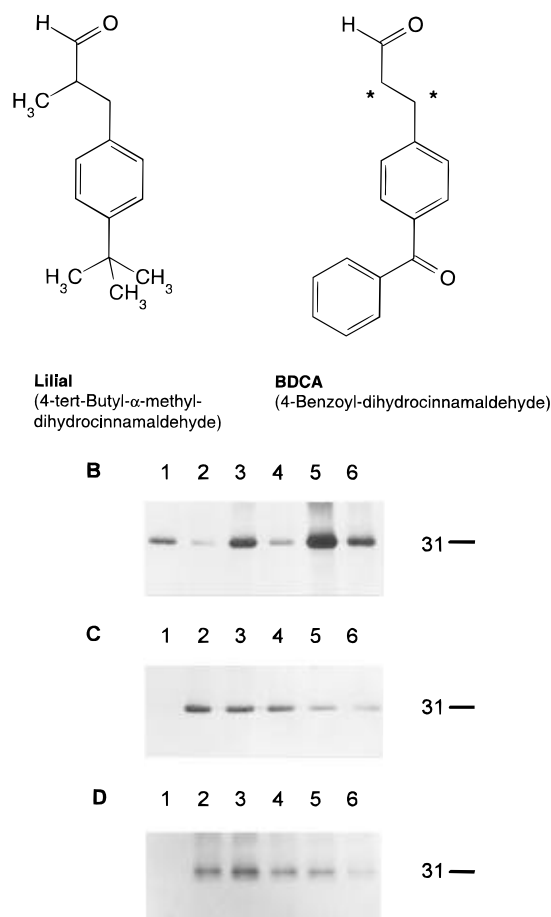 H O
H₃C
H₃C CH₃
CH₃
H O
* *
O
Lilial
(4-tert-Butyl-α-methyl-
dihydrocinnamaldehyde)
BDCA
(4-Benzoyl-dihydrocinnamaldehyde)
B 1 2 3 4 5 6
31
C 1 2 3 4 5 6
31
D 1 2 3 4 5 6
31